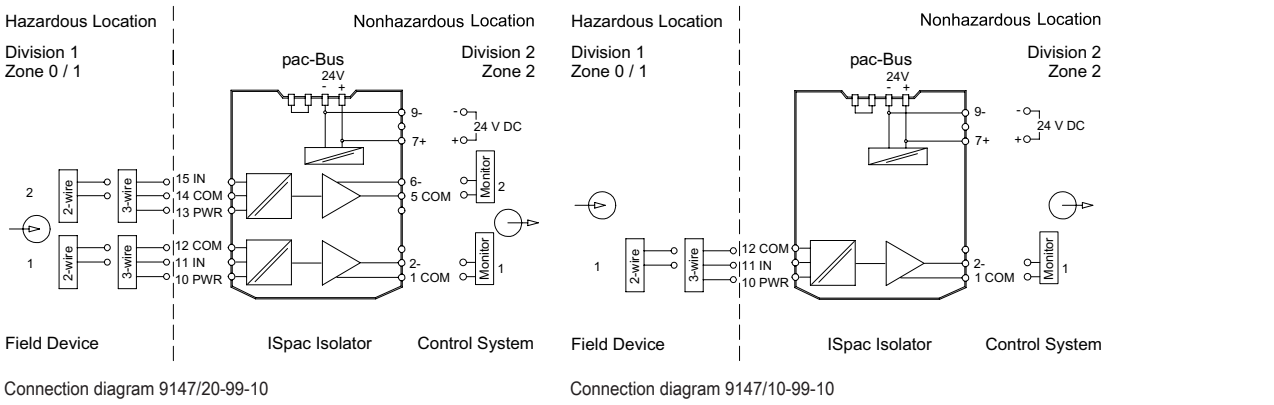 Hazardous Location
Nonhazardous Location
Division 1
Zone 0 / 1
Division 2
Zone 2
pac-Bus
24V
- +
9-
7+
-
+
24 V DC
2
2-wire
3-wire
15 IN
14 COM
13 PWR
6-
5 COM
Monitor
2
1
2-wire
3-wire
12 COM
11 IN
10 PWR
2-
1 COM
Monitor
1
Field Device
ISpac Isolator
Control System
Connection diagram 9147/20-99-10
Hazardous Location
Nonhazardous Location
Division 1
Zone 0 / 1
Division 2
Zone 2
pac-Bus
24V
- +
9-
7+
-
+
24 V DC
1
2-wire
3-wire
12 COM
11 IN
10 PWR
2-
1 COM
Monitor
1
Field Device
ISpac Isolator
Control System
Connection diagram 9147/10-99-10